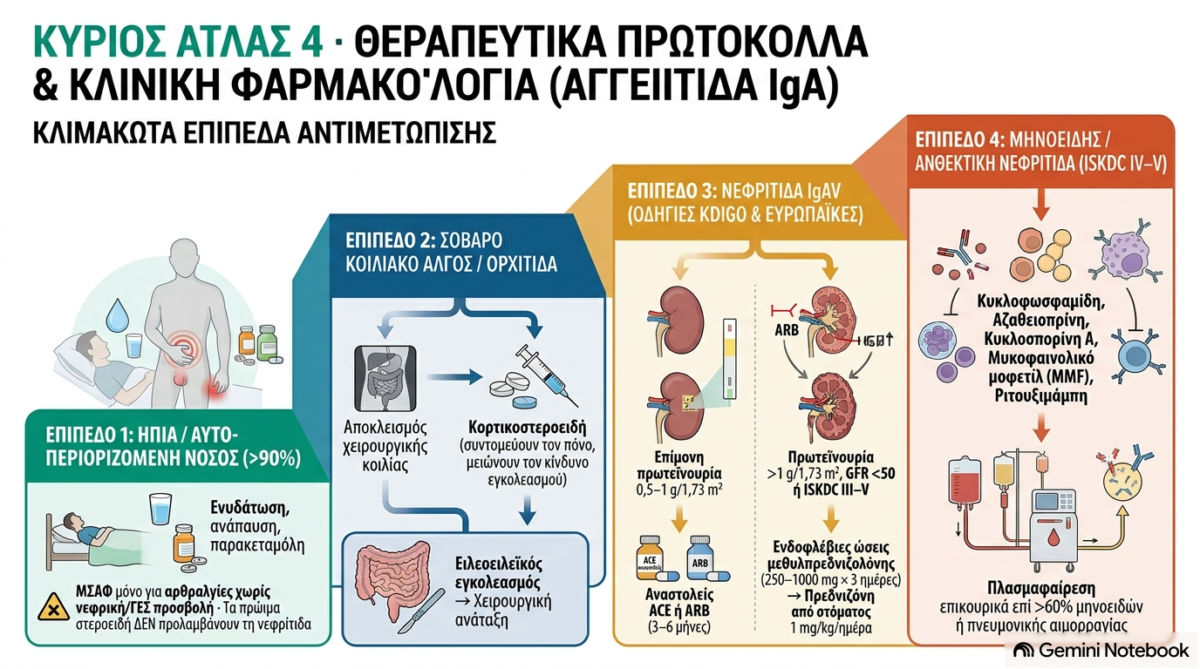 ΚΥΡΙΟΣ ΑΤΛΑΣ 4 · ΘΕΡΑΠΕΥΤΙΚΑ ΠΡΩΤΟΚΟΛΛΑ
& ΚΛΙΝΙΚΗ ΦΑΡΜΑΚΟ'ΛΟΓΙΑ (ΑΓΓΕΙΙΤΙΔΑ IgA)
ΚΛΙΜΑΚΩΤΑ ΕΠΙΠΕΔΑ ΑΝΤΙΜΕΤΩΠΙΣΗΣ
ΕΠΙΠΕΔΟ 1: ΗΠΙΑ / ΑΥΤΟ-
ΠΕΡΙΟΡΙΖΟΜΕΝΗ ΝΟΣΟΣ (>90%)
Ενυδάτωση,
ανάπαυση,
παρακεταμόλη
ΜΣΑΦ μόνο για αρθραλγίες χωρίς
νεφρική/ΓΕΣ προσβολή · Τα πρώιμα
στεροειδή ΔΕΝ προλαμβάνουν τη νεφρίτιδα
ΕΠΙΠΕΔΟ 2: ΣΟΒΑΡΟ
ΚΟΙΛΙΑΚΟ ΑΛΓΟΣ / ΟΡΧΙΤΙΔΑ
Αποκλεισμός
χειρουργικής
κοιλίας
Κορτικοστεροειδή
(συντομεύουν τον πόνο,
μειώνουν τον κίνδυνο
εγκολεασμού)
Ειλεοειλεϊκός
εγκολεασμός
→ Χειρουργική
ανάταξη
ΕΠΙΠΕΔΟ 3: ΝΕΦΡΙΤΙΔΑ IgAV
(ΟΔΗΓΙΕΣ KDIGO & ΕΥΡΩΠΑΪΚΕΣ)
Επίμονη
πρωτεϊνουρία
0,5–1 g/1,73 m²
ACE
ARB
Αναστολείς
ACE ή ARB
(3–6 μήνες)
ARB
Πρωτεϊνουρία
>1 g/1,73 m², GFR <50
ή ISKDC III–V
Ενδοφλέβιες ώσεις
μεθυλπρεδνιζολόνης
(250–1000 mg × 3 ημέρες)
→ Πρεδνιζόνη
από στόματος
1 mg/kg/ημέρα
ΕΠΙΠΕΔΟ 4: ΜΗΝΟΕΙΔΗΣ /
ΑΝΘΕΚΤΙΚΗ ΝΕΦΡΙΤΙΔΑ (ISKDC IV–V)
Κυκλοφωσφαμίδη,
Αζαθειοπρίνη,
Κυκλοσπορίνη Α,
Μυκοφαινολικό
μοφετίλ (MMF),
Ριτουξιμάμπη
Πλασμαφαίρεση
επικουρικά επί >60% μηνοειδών
ή πνευμονικής αιμορραγίας
Gemini Notebook